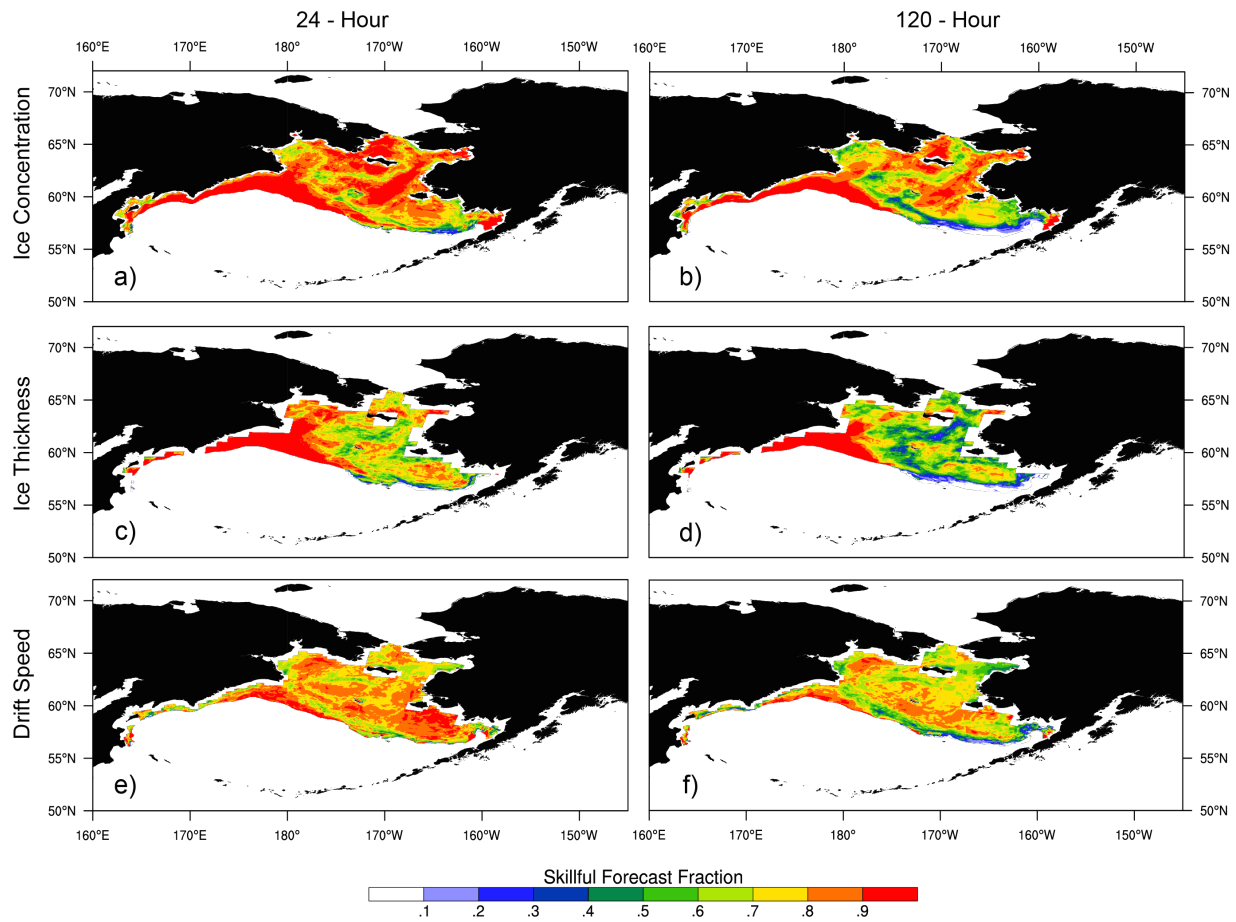 24 - Hour
120 - Hour
160°E 170°E 180° 170°W 160°W 150°W
160°E 170°E 180° 170°W 160°W 150°W
Ice Concentration
70°N
65°N
60°N
55°N
50°N
a)
b)
70°N
65°N
60°N
55°N
50°N
Ice Thickness
70°N
65°N
60°N
55°N
50°N
c)
d)
70°N
65°N
60°N
55°N
50°N
Drift Speed
70°N
65°N
60°N
55°N
50°N
e)
f)
70°N
65°N
60°N
55°N
50°N
160°E 170°E 180° 170°W 160°W 150°W
160°E 170°E 180° 170°W 160°W 150°W
Skillful Forecast Fraction
.1 .2 .3 .4 .5 .6 .7 .8 .9